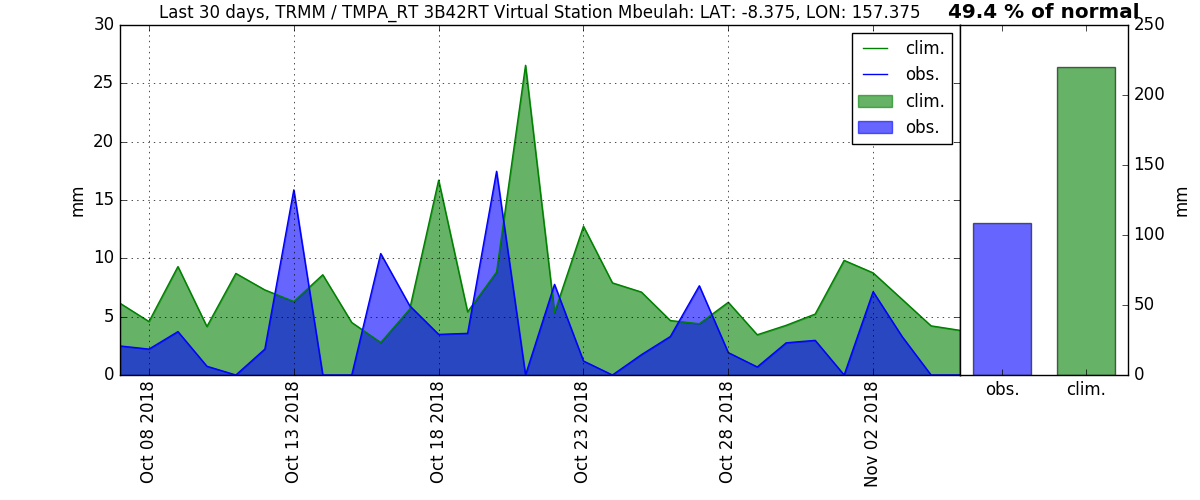 Last 30 days, TRMM / TMPA_RT 3B42RT Virtual Station Mbeulah: LAT: -8.375, LON: 157.375
49.4 % of normal
30
25
20
15
10
5
0
mm
clim.
obs.
clim.
obs.
Oct 08 2018
Oct 13 2018
Oct 18 2018
Oct 23 2018
Oct 28 2018
Nov 02 2018
250
200
150
100
50
0
mm
obs.
clim.